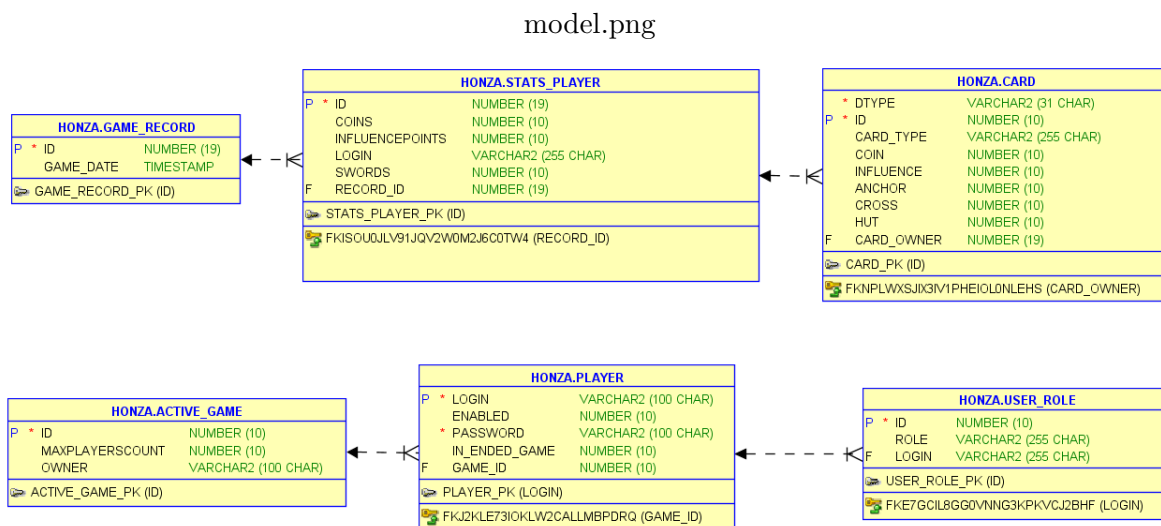 model.png
HONZA.GAME_RECORD
P * ID NUMBER (19)
GAME_DATE TIMESTAMP
GAME_RECORD_PK (ID)
HONZA.STATS_PLAYER
P * ID NUMBER (19)
COINS NUMBER (10)
INFLUENCEPOINTS NUMBER (10)
LOGIN VARCHAR2 (255 CHAR)
SWORDS NUMBER (10)
F RECORD_ID NUMBER (19)
STATS_PLAYER_PK (ID)
FKISOU0JLV91JQV2W0M2J6C0TW4 (RECORD_ID)
HONZA.CARD
* DTYPE VARCHAR2 (31 CHAR)
P * ID NUMBER (10)
CARD_TYPE VARCHAR2 (255 CHAR)
COIN NUMBER (10)
INFLUENCE NUMBER (10)
ANCHOR NUMBER (10)
CROSS NUMBER (10)
HUT NUMBER (10)
F CARD_OWNER NUMBER (19)
CARD_PK (ID)
FKNPLWXSJIX3IV1PHEIOL0NLEHS (CARD_OWNER)
HONZA.ACTIVE_GAME
P * ID NUMBER (10)
MAXPLAYERSCOUNT NUMBER (10)
OWNER VARCHAR2 (100 CHAR)
ACTIVE_GAME_PK (ID)
HONZA.PLAYER
P * LOGIN VARCHAR2 (100 CHAR)
ENABLED NUMBER (10)
* PASSWORD VARCHAR2 (100 CHAR)
IN_ENDED_GAME NUMBER (10)
F GAME_ID NUMBER (10)
PLAYER_PK (LOGIN)
FKJ2KLE73IOKLW2CALLMBPDRQ (GAME_ID)
HONZA.USER_ROLE
P * ID NUMBER (10)
ROLE VARCHAR2 (255 CHAR)
F LOGIN VARCHAR2 (255 CHAR)
USER_ROLE_PK (ID)
FKE7GCIL8GG0VNNG3KPKVCJ2BHF (LOGIN)